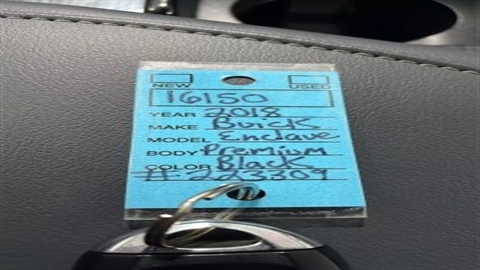 NEW USED
16150
YEAR 2018
MAKE Buick
MODEL Enclave
BODY Premium
COLOR Black
#223309